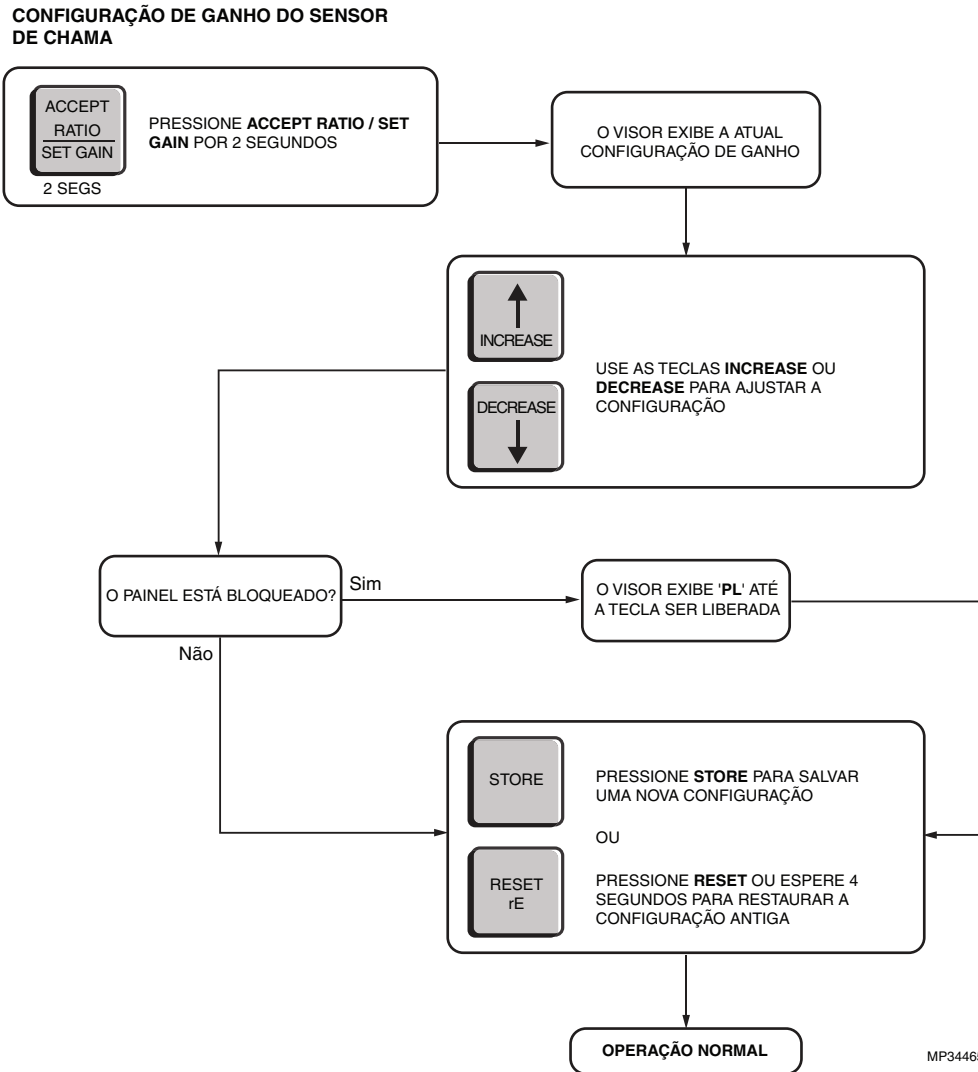 CONFIGURAÇÃO DE GANHO DO SENSOR
DE CHAMA
ACCEPT
RATIO
SET GAIN
2 SEGS
PRESSIONE ACCEPT RATIO / SET
GAIN POR 2 SEGUNDOS
O VISOR EXIBE A ATUAL
CONFIGURAÇÃO DE GANHO
INCREASE
DECREASE
USE AS TECLAS INCREASE OU
DECREASE PARA AJUSTAR A
CONFIGURAÇÃO
O PAINEL ESTÁ BLOQUEADO?
Sim
Não
O VISOR EXIBE 'PL' ATÉ
A TECLA SER LIBERADA
STORE
PRESSIONE STORE PARA SALVAR
UMA NOVA CONFIGURAÇÃO
OU
RESET
rE
PRESSIONE RESET OU ESPERE 4
SEGUNDOS PARA RESTAURAR A
CONFIGURAÇÃO ANTIGA
OPERAÇÃO NORMAL